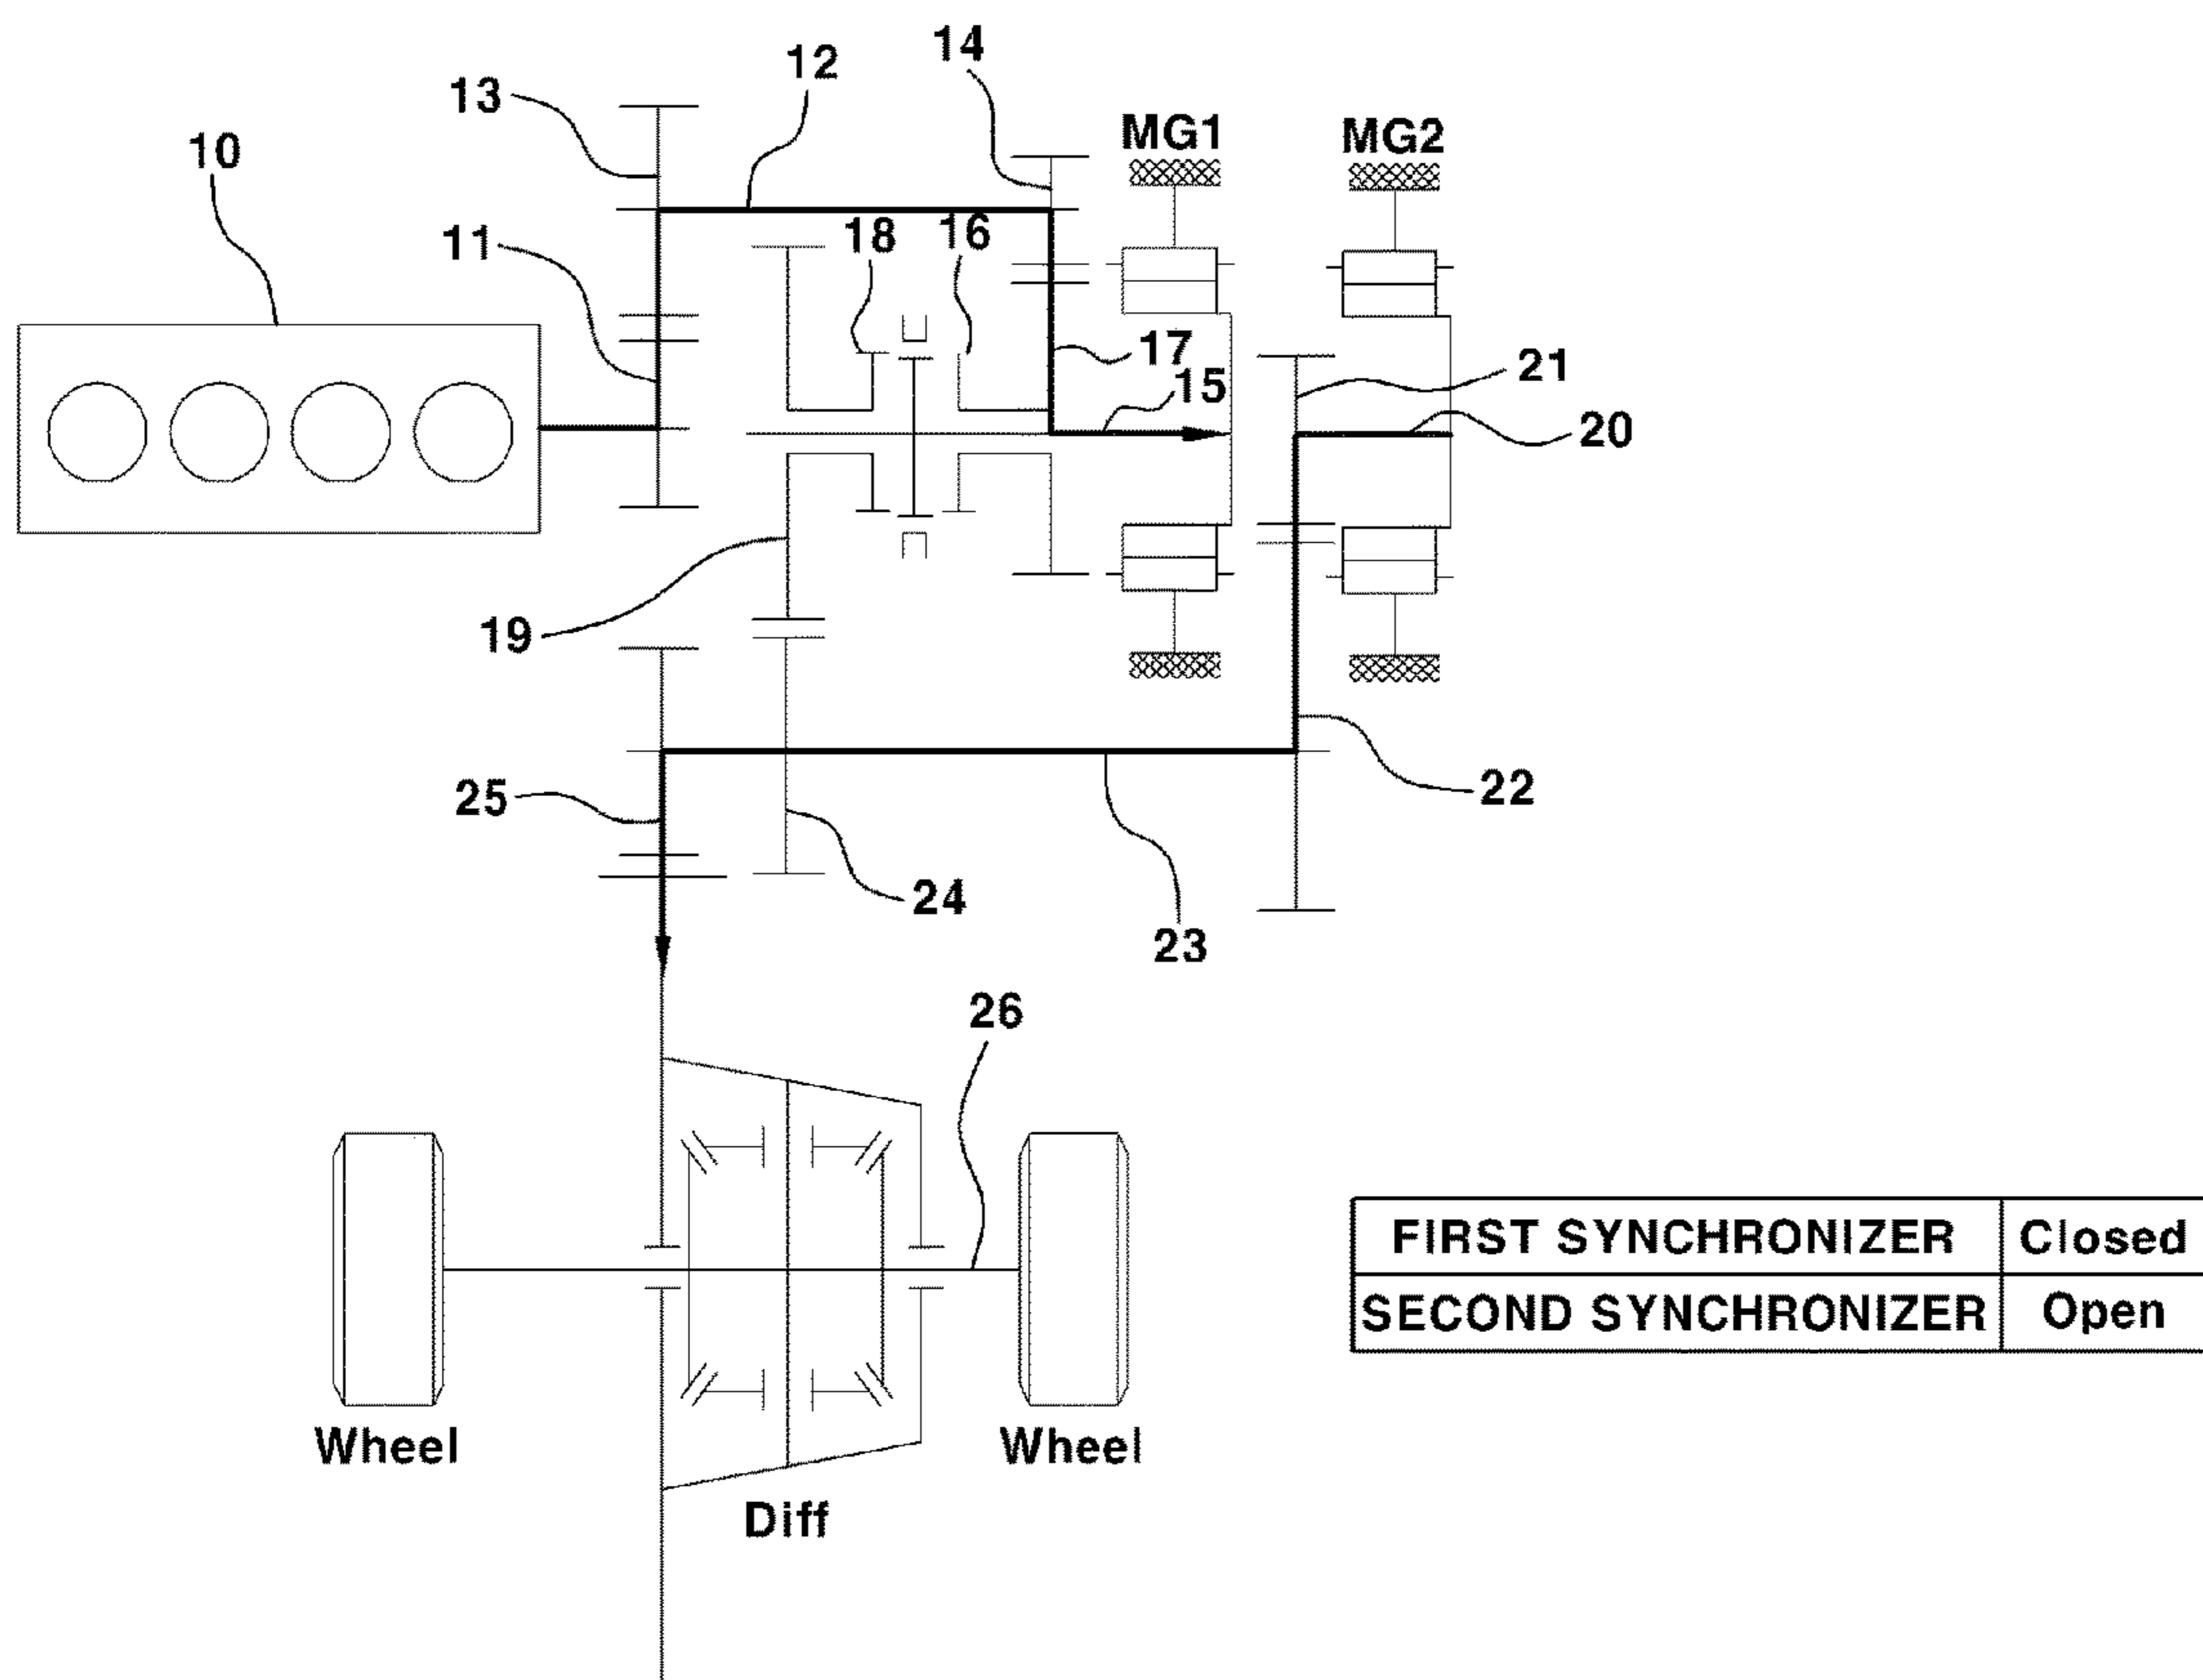 14
12
13
MG1
MG2
10
18
16
11
17
15
21
20
19
25
22
24
23
26
FIRST SYNCHRONIZER Closed
SECOND SYNCHRONIZER Open
Wheel
Wheel
Diff